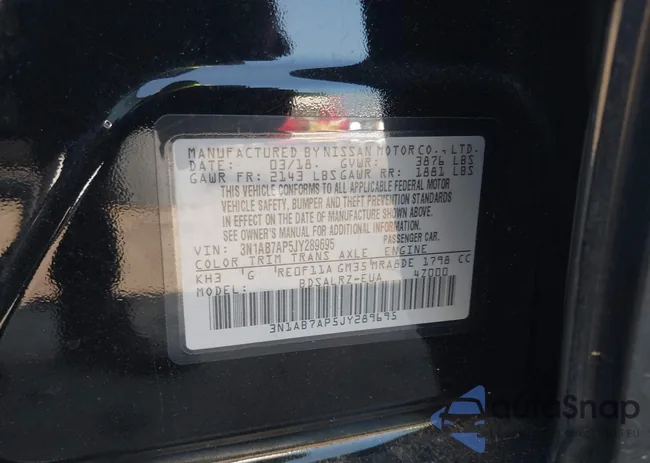 MANUFACTURED BY NISSAN MOTOR CO., LTD.
DATE: 03/18 GVWR: 3876 LBS
GAWR FR: 2143 LBS GAWR RR: 1881 LBS
THIS VEHICLE CONFORMS TO ALL APPLICABLE FEDERAL MOTOR
VEHICLE SAFETY, BUMPER AND THEFT PREVENTION STANDARDS
IN EFFECT ON THE DATE OF MANUFACTURE SHOWN ABOVE.
SEE OWNER'S MANUAL FOR ADDITIONAL INFORMATION.
VIN: 3N1AB7AP5JY289695 PASSENGER CAR.
COLOR TRIM TRANS AXLE ENGINE
KH3 G RE0F11A GM35 MRA8DE 1798 CC
MODEL: BDSALRZ-EUA 4Z000
3N1AB7AP5JY289695
autoSnap